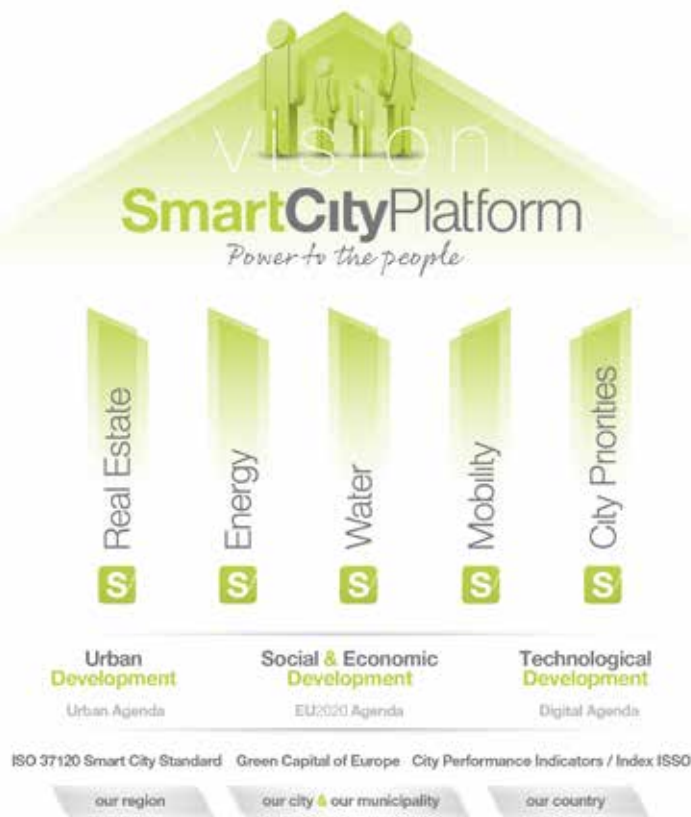 vision
SmartCityPlatform
Power to the people
Real Estate
Energy
Water
Mobility
City Priorities
S S S S S
Urban Development
Social & Economic Development
Technological Development
Urban Agenda
EU2020 Agenda
Digital Agenda
ISO 37120 Smart City Standard
Green Capital of Europe
City Performance Indicators / Index ISSO
our region
our city & our municipality
our country